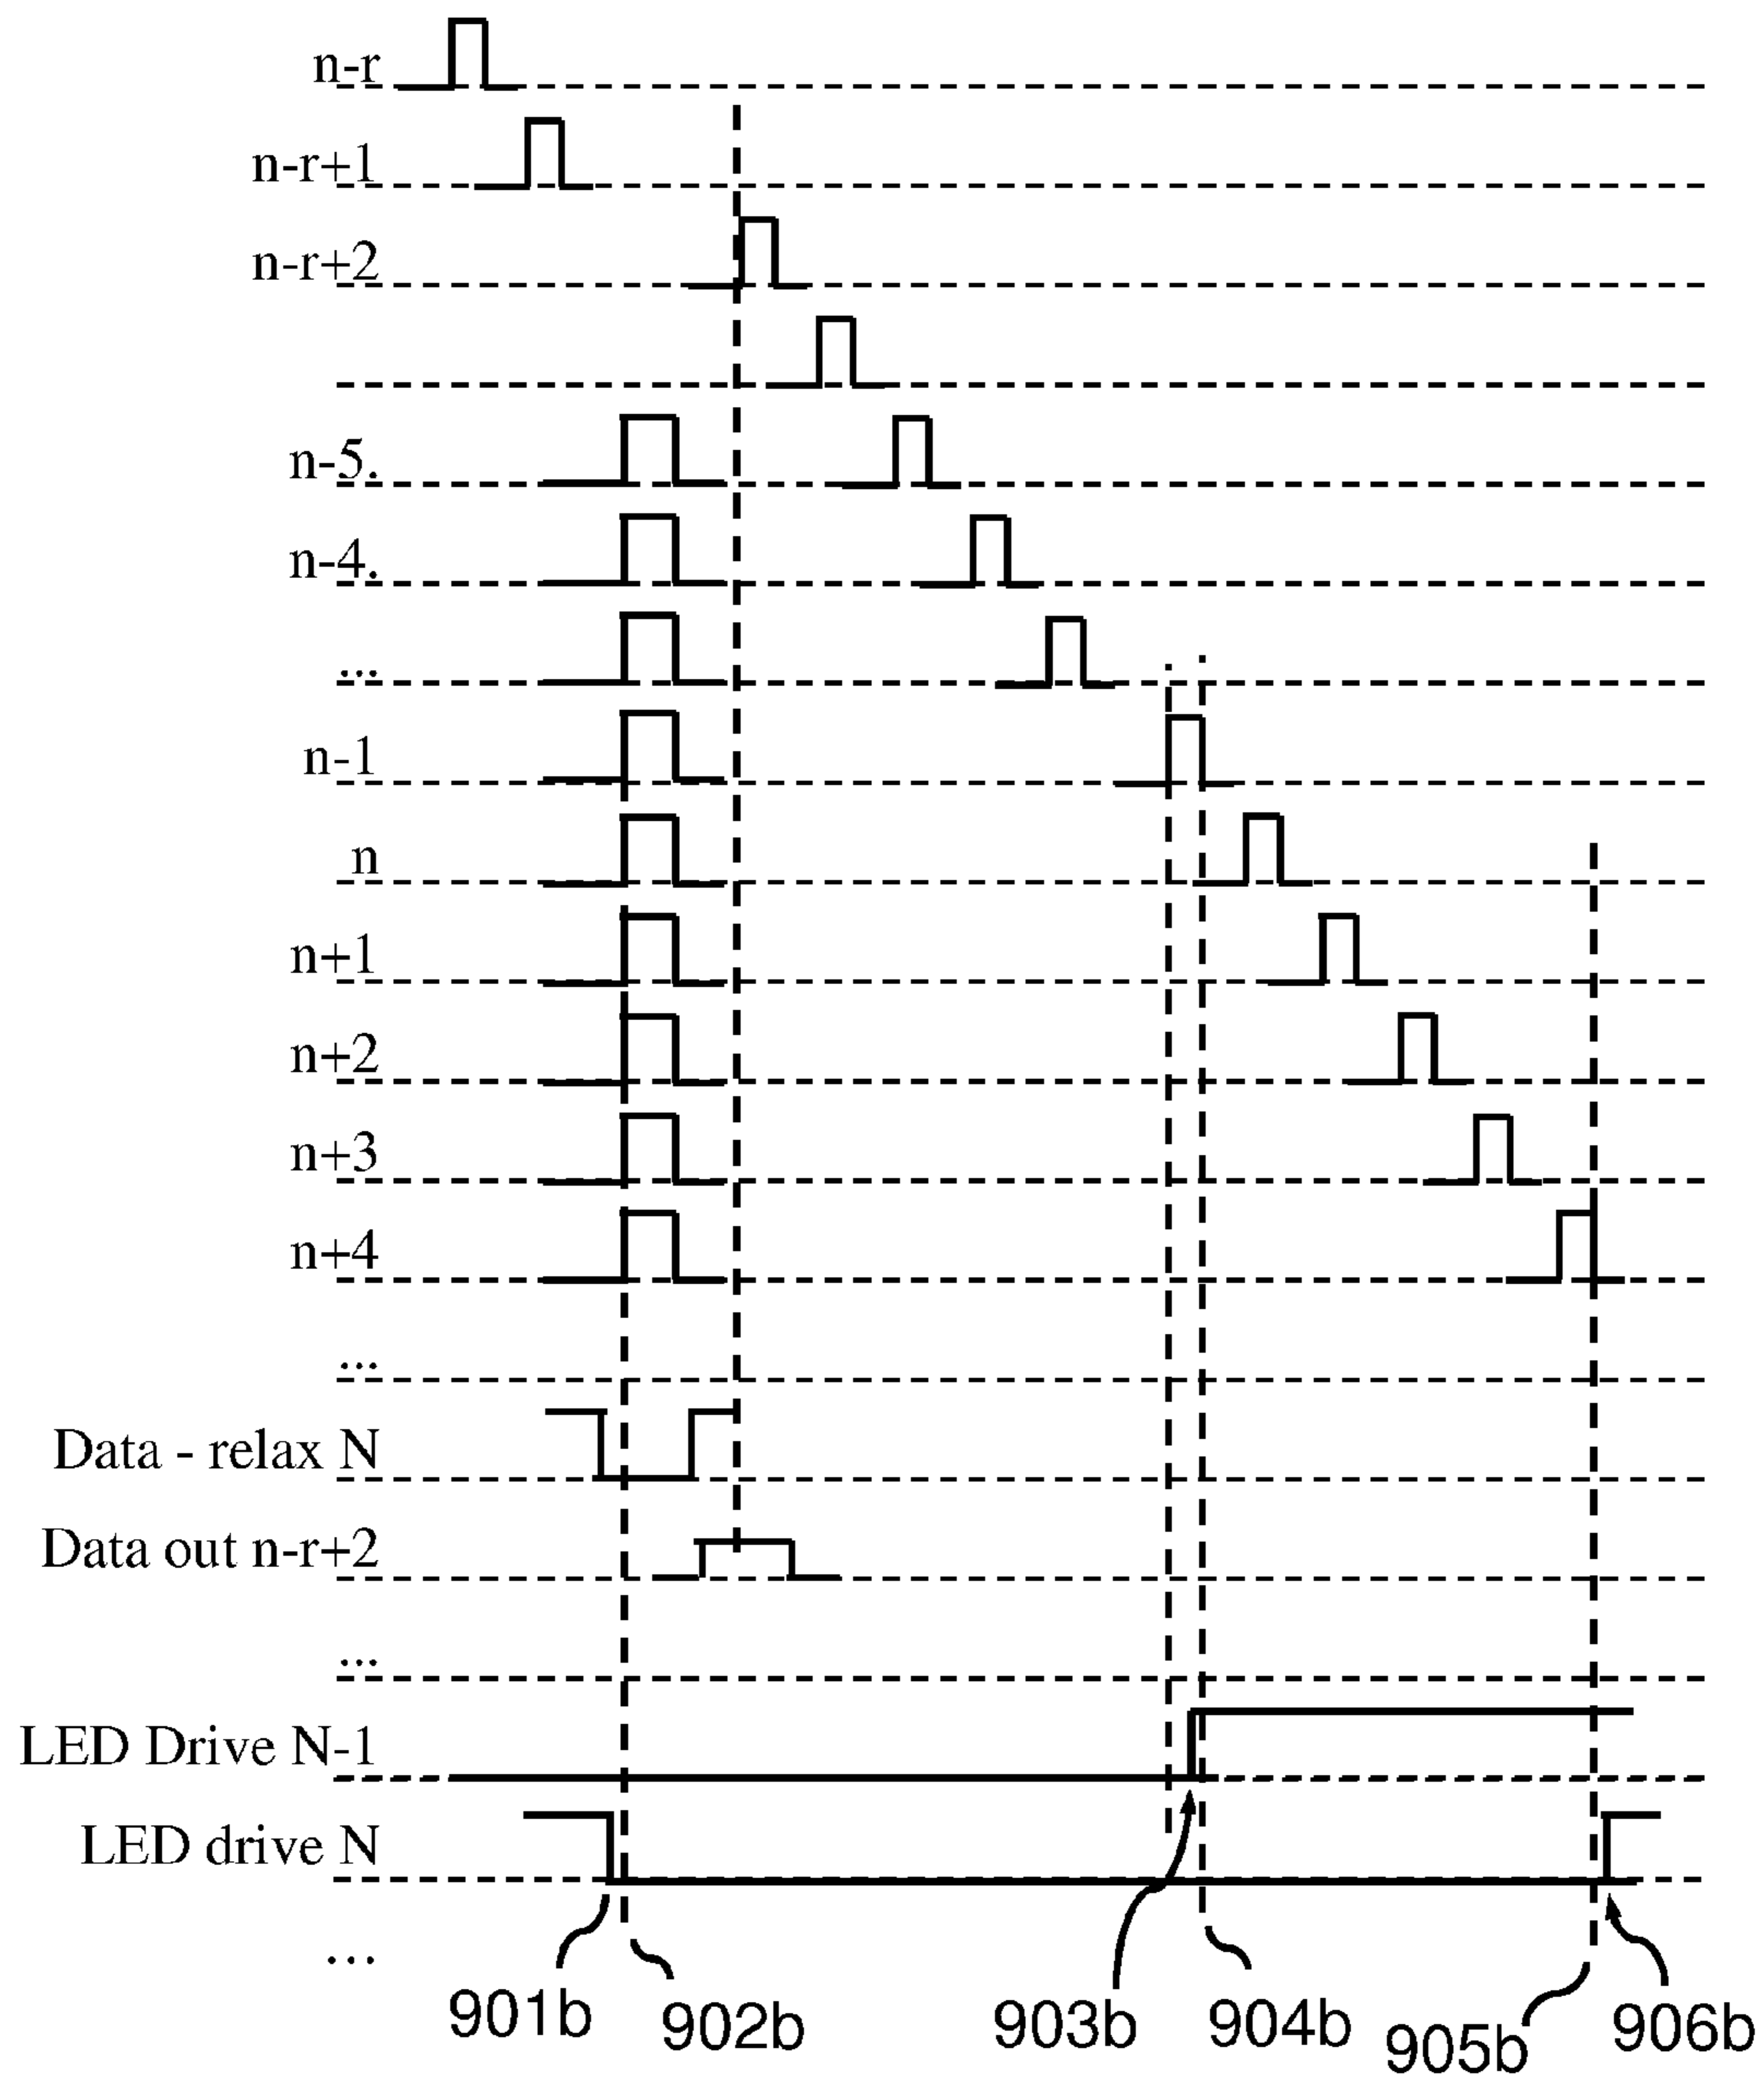 n-r
n-r+1
n-r+2
n-5.
n-4.
...
n-1
n
n+1
n+2
n+3
n+4
...
Data - relax N
Data out n-r+2
...
LED Drive N-1
LED drive N
...
901b
902b
903b
904b
905b
906b